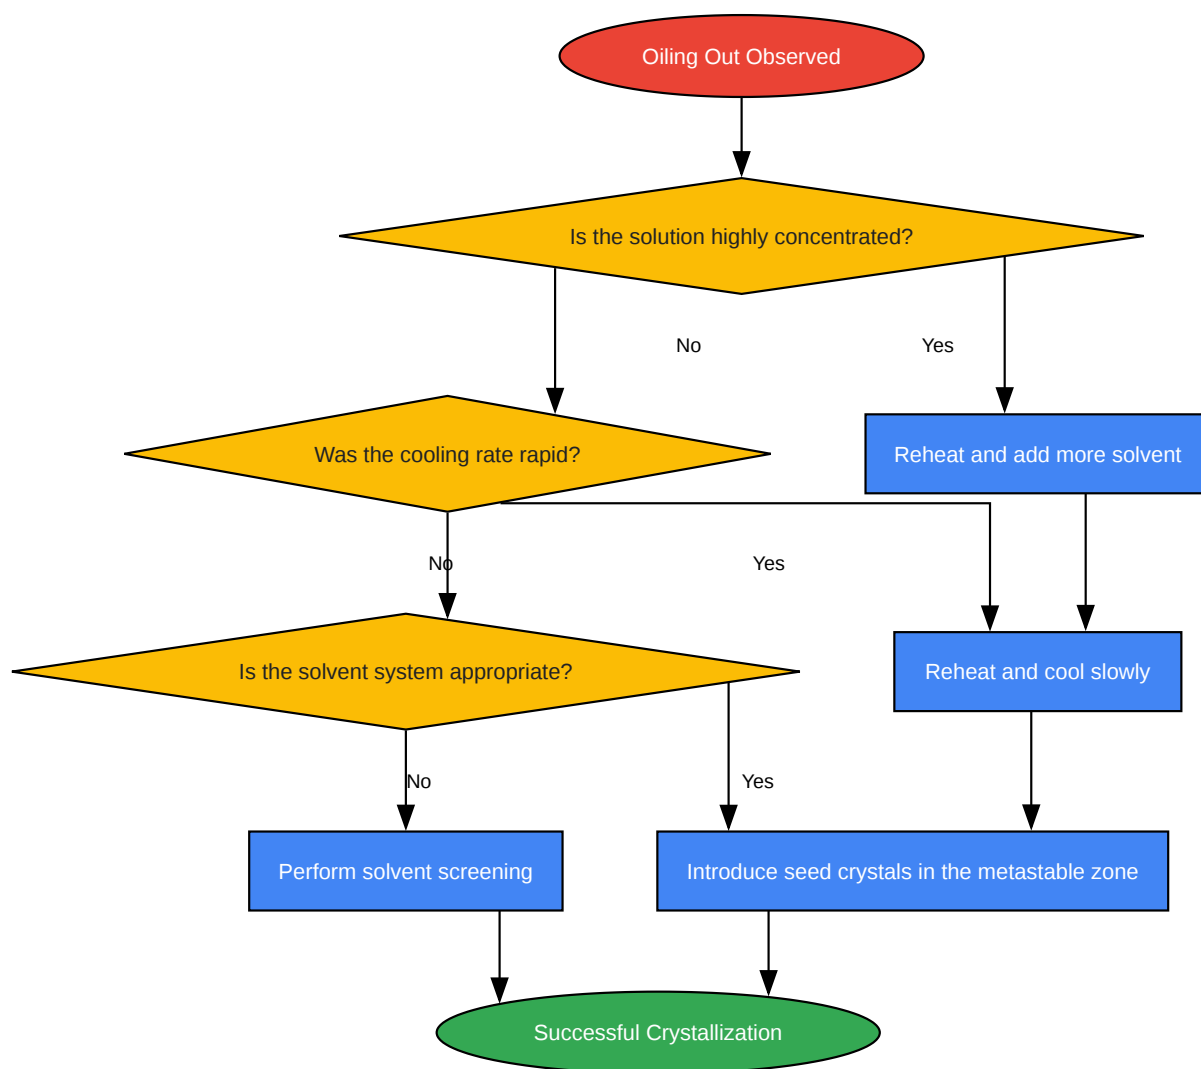 Oiling Out Observed
Is the solution highly concentrated?
No
Yes
Was the cooling rate rapid?
Reheat and add more solvent
No
Yes
Is the solvent system appropriate?
Reheat and cool slowly
No
Yes
Perform solvent screening
Introduce seed crystals in the metastable zone
Successful Crystallization